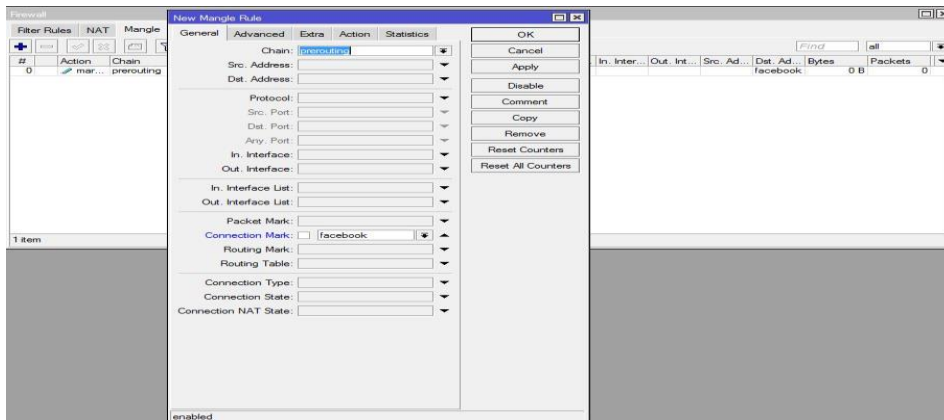 Firewall
Filter Rules NAT Mangle
Find all
# Action Chain In. Inter... Out. Int... Src. Ad... Dst. Ad... Bytes Packets
0 mar... prerouting facebook 0 B 0
1 item
New Mangle Rule
General Advanced Extra Action Statistics
Chain: prerouting
Src. Address:
Dst. Address:
Protocol:
Src. Port:
Dst. Port:
Any. Port:
In. Interface:
Out. Interface:
In. Interface List:
Out. Interface List:
Packet Mark:
Connection Mark: facebook
Routing Mark:
Routing Table:
Connection Type:
Connection State:
Connection NAT State:
enabled
OK
Cancel
Apply
Disable
Comment
Copy
Remove
Reset Counters
Reset All Counters